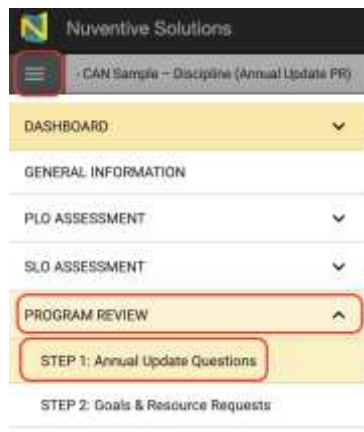 Nuventive Solutions
- CAN Sample – Discipline (Annual Update PR)
DASHBOARD
GENERAL INFORMATION
PLO ASSESSMENT
SLO ASSESSMENT
PROGRAM REVIEW
STEP 1: Annual Update Questions
STEP 2: Goals & Resource Requests